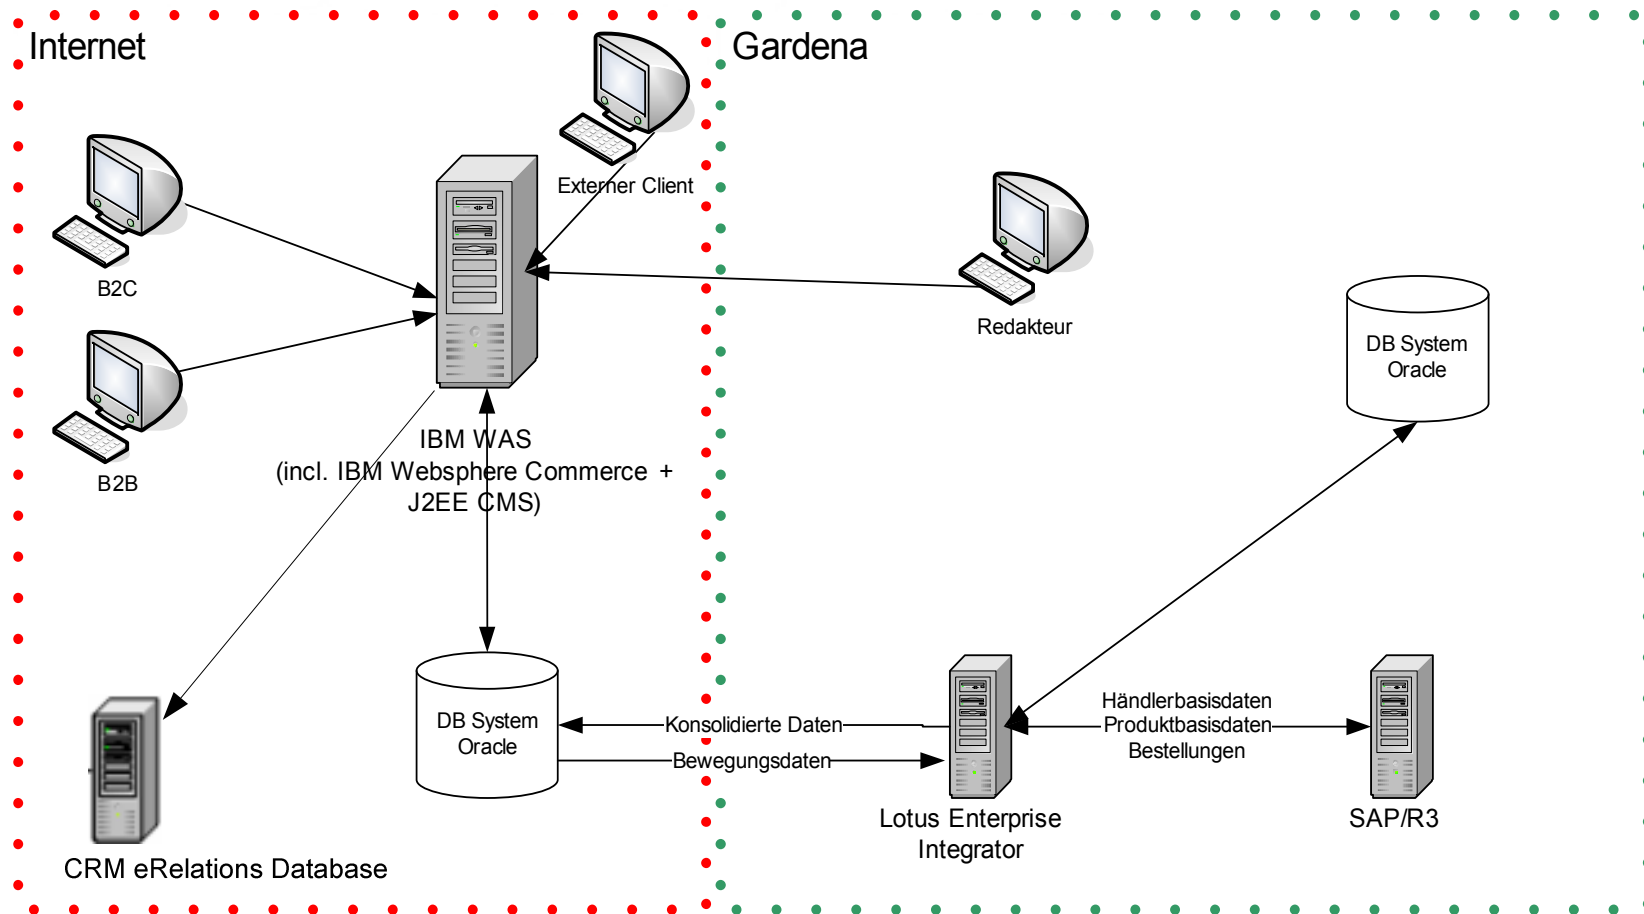 Internet
Gardena
Externer Client
B2C
Redakteur
DB System
Oracle
IBM WAS
(incl. IBM Websphere Commerce +
J2EE CMS)
B2B
DB System
Oracle
Konsolidierte Daten
Bewegungsdaten
Händlerbasisdaten
Produktbasisdaten
Bestellungen
Lotus Enterprise
Integrator
SAP/R3
CRM eRelations Database